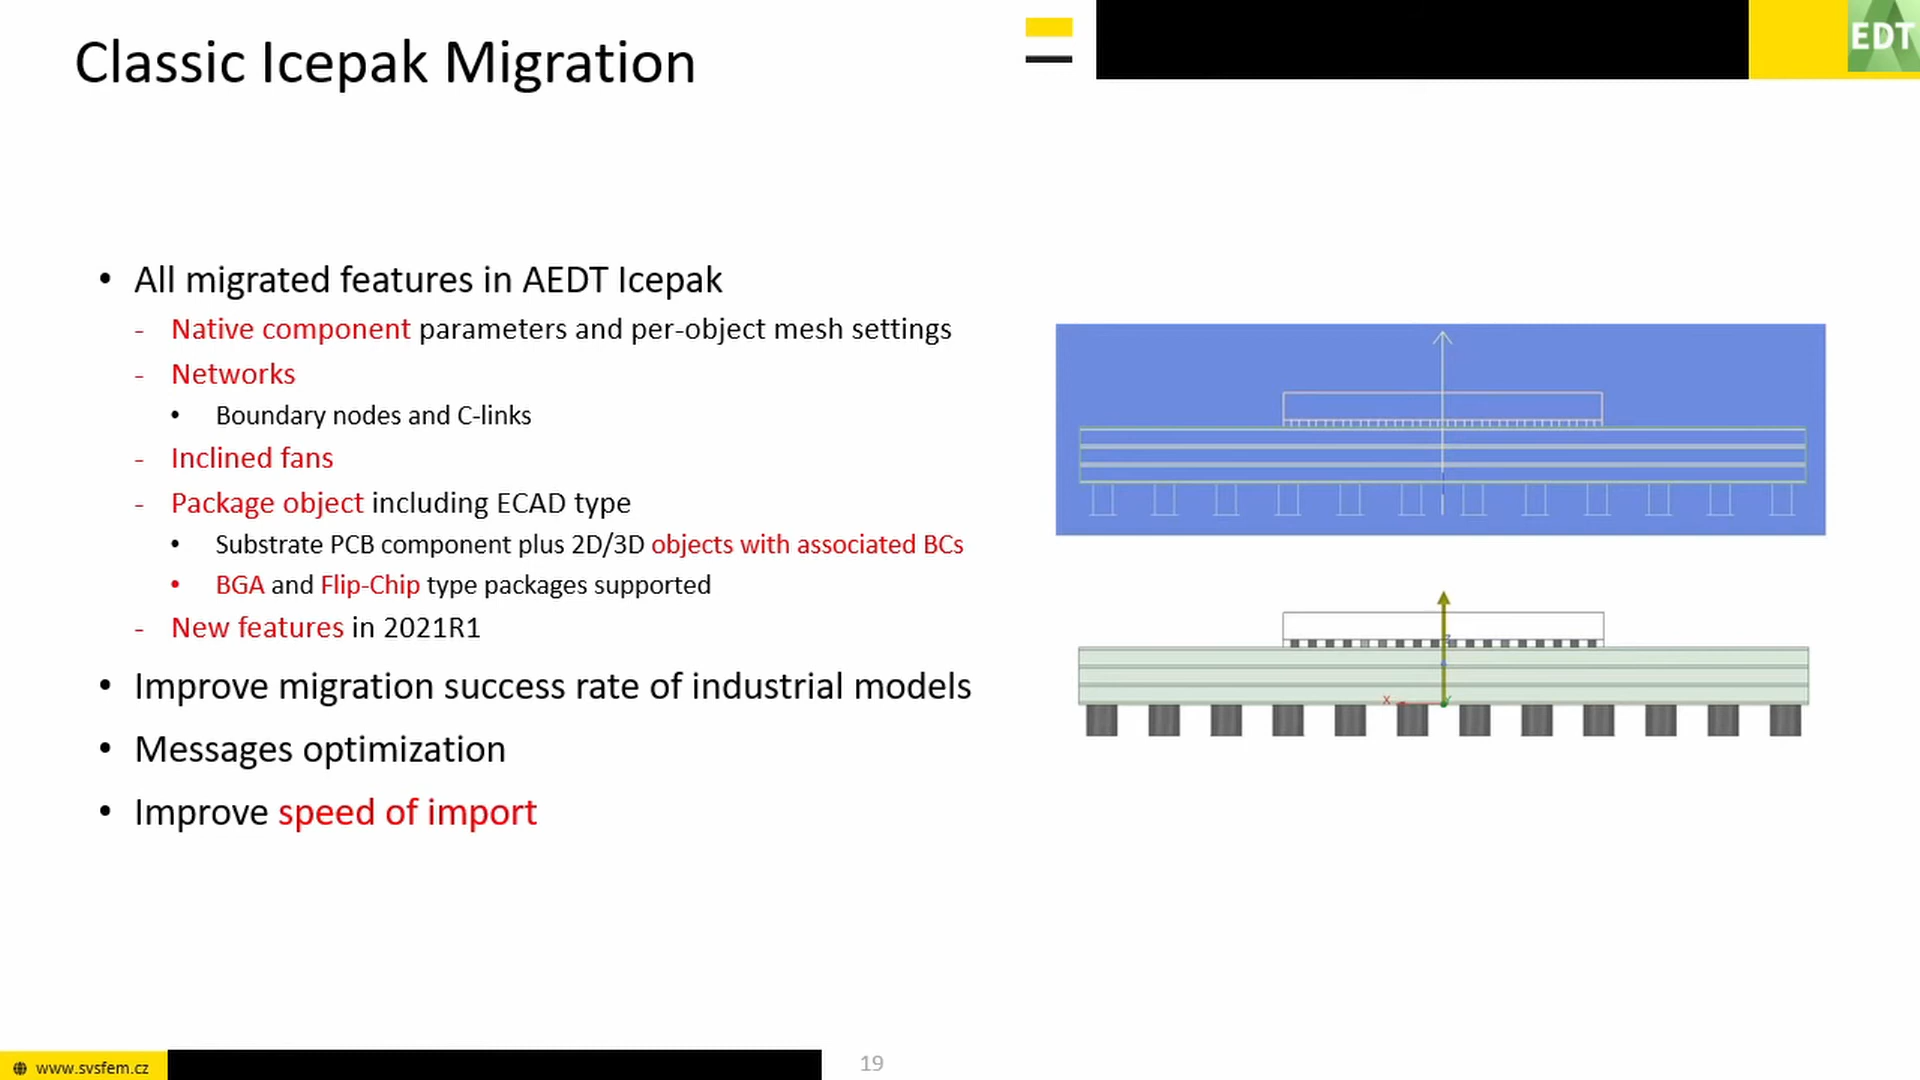 Classic Icepak Migration
EDT
• All migrated features in AEDT Icepak
- Native component parameters and per-object mesh settings
- Networks
• Boundary nodes and C-links
- Inclined fans
- Package object including ECAD type
• Substrate PCB component plus 2D/3D objects with associated BCs
• BGA and Flip-Chip type packages supported
- New features in 2021R1
• Improve migration success rate of industrial models
• Messages optimization
• Improve speed of import
Z
X
Y
www.svsfem.cz
19